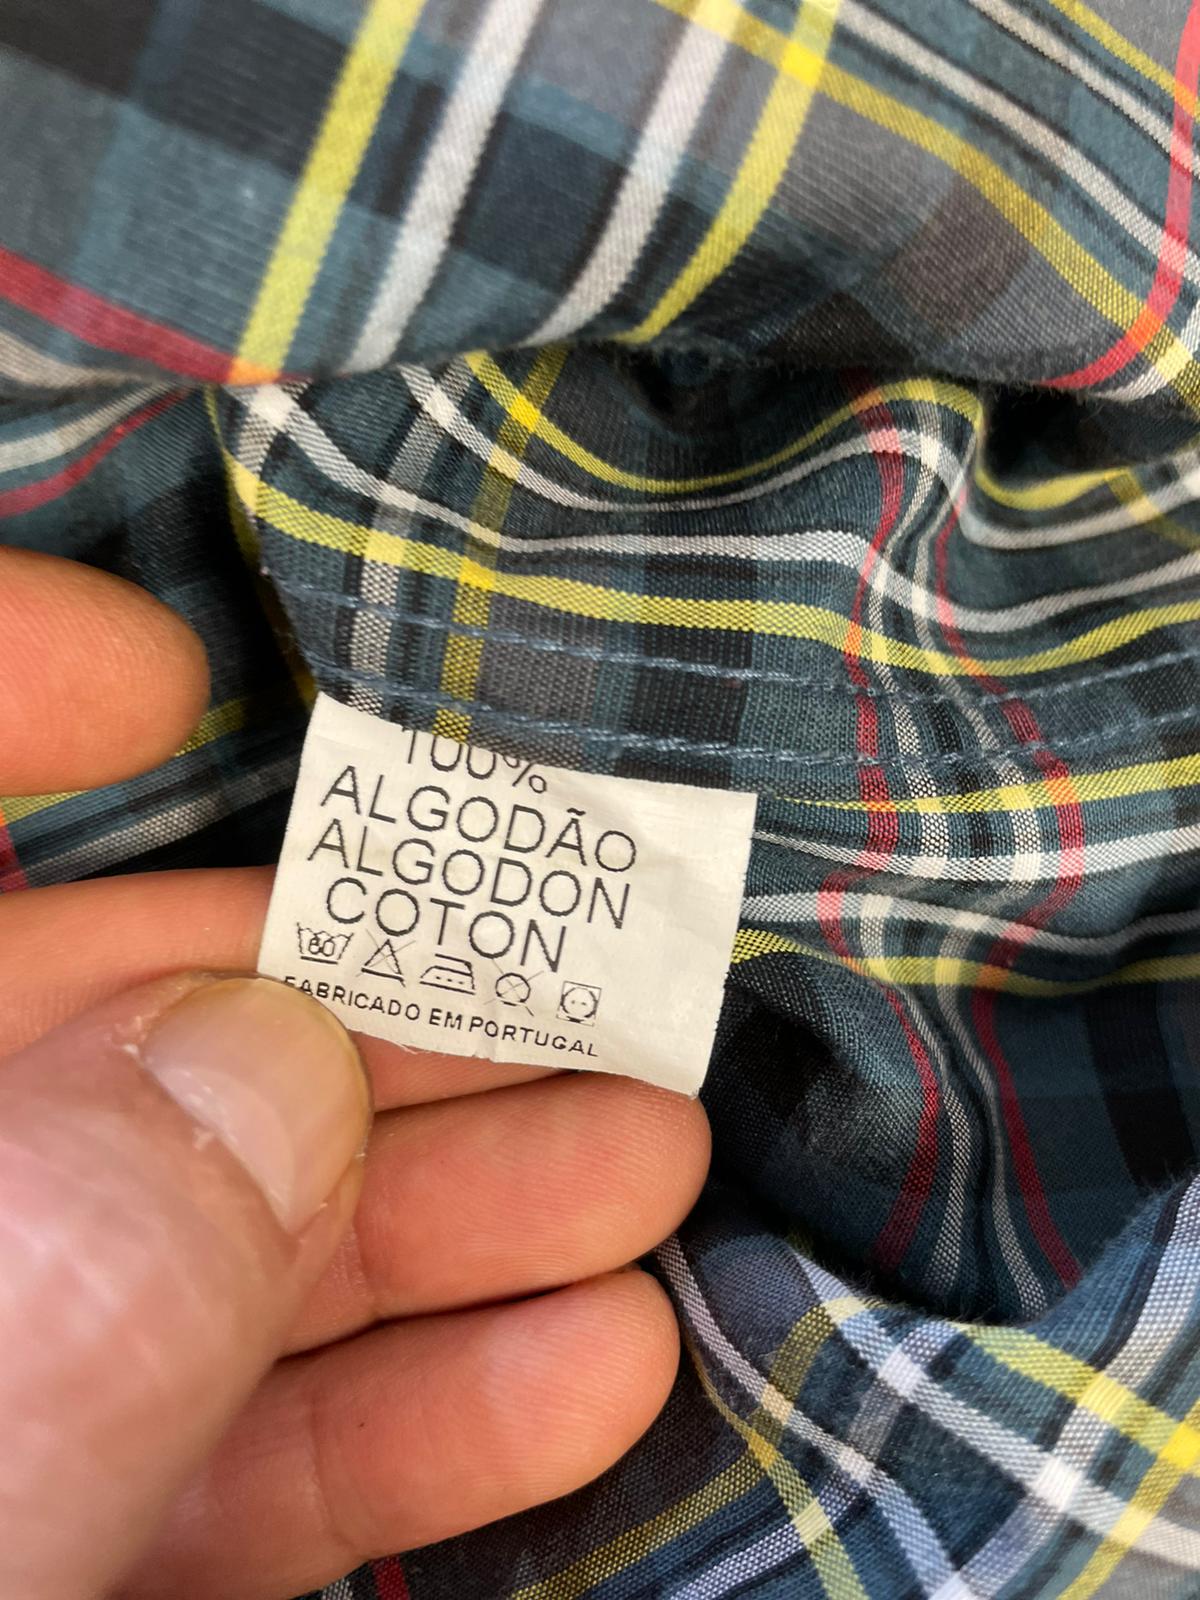 100%
ALGODÃO
ALGODON
COTON
60
FABRICADO EM PORTUGAL